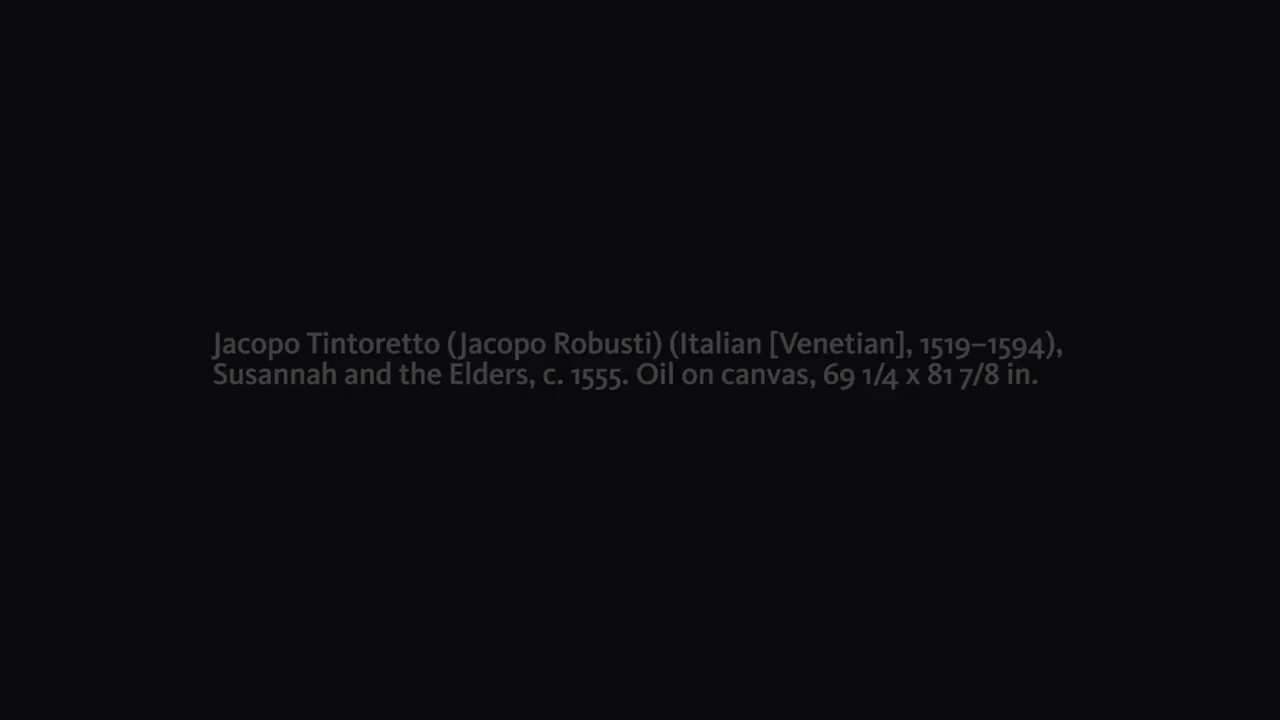 Jacopo Tintoretto (Jacopo Robusti) (Italian [Venetian], 1519–1594),
Susannah and the Elders, c. 1555. Oil on canvas, 69 1/4 x 81 7/8 in.